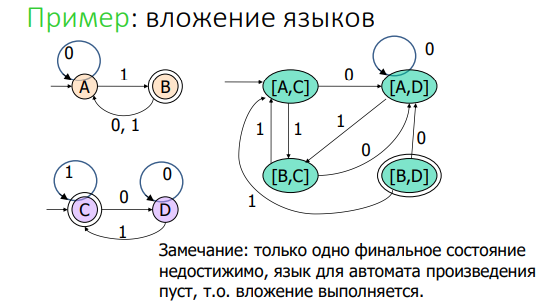 Пример: вложение языков
0
1
A
B
0, 1
1
0
0
C
D
1
0
[A,C]
0
[A,D]
1
1
1
0
0
[B,C]
[B,D]
1
Замечание: только одно финальное состояние
недостижимо, язык для автомата произведения
пуст, т.о. вложение выполняется.